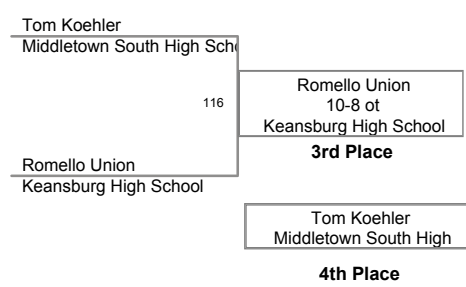 Tom Koehler
Middletown South High Sch
116
Romello Union
10-8 ot
Keansburg High School
3rd Place
Romello Union
Keansburg High School
Tom Koehler
Middletown South High
4th Place